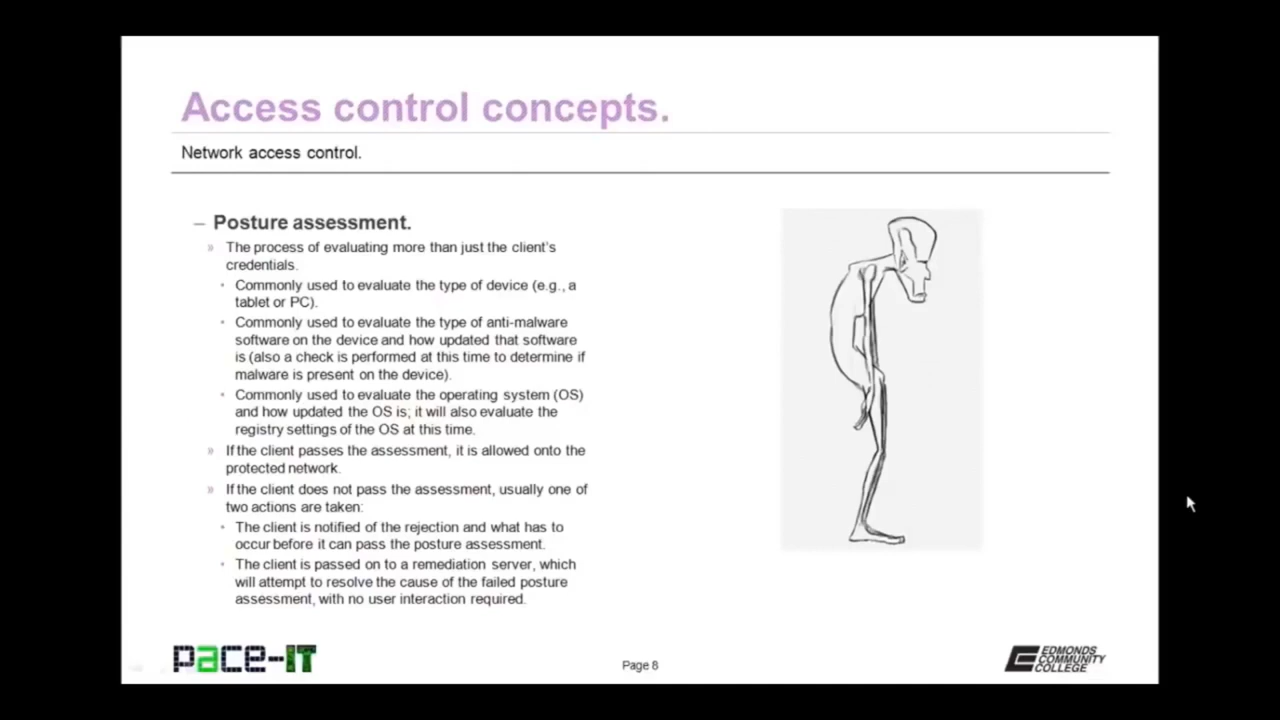 Access control concepts.
Network access control.
– Posture assessment.
» The process of evaluating more than just the client's
credentials.
• Commonly used to evaluate the type of device (e.g., a
tablet or PC).
• Commonly used to evaluate the type of anti-malware
software on the device and how updated that software
is (also a check is performed at this time to determine if
malware is present on the device).
• Commonly used to evaluate the operating system (OS)
and how updated the OS is; it will also evaluate the
registry settings of the OS at this time.
» If the client passes the assessment, it is allowed onto the
protected network.
» If the client does not pass the assessment, usually one of
two actions are taken:
• The client is notified of the rejection and what has to
occur before it can pass the posture assessment.
• The client is passed on to a remediation server, which
will attempt to resolve the cause of the failed posture
assessment, with no user interaction required.
pace-IT
Page 8
EDMONDS
COMMUNITY
COLLEGE